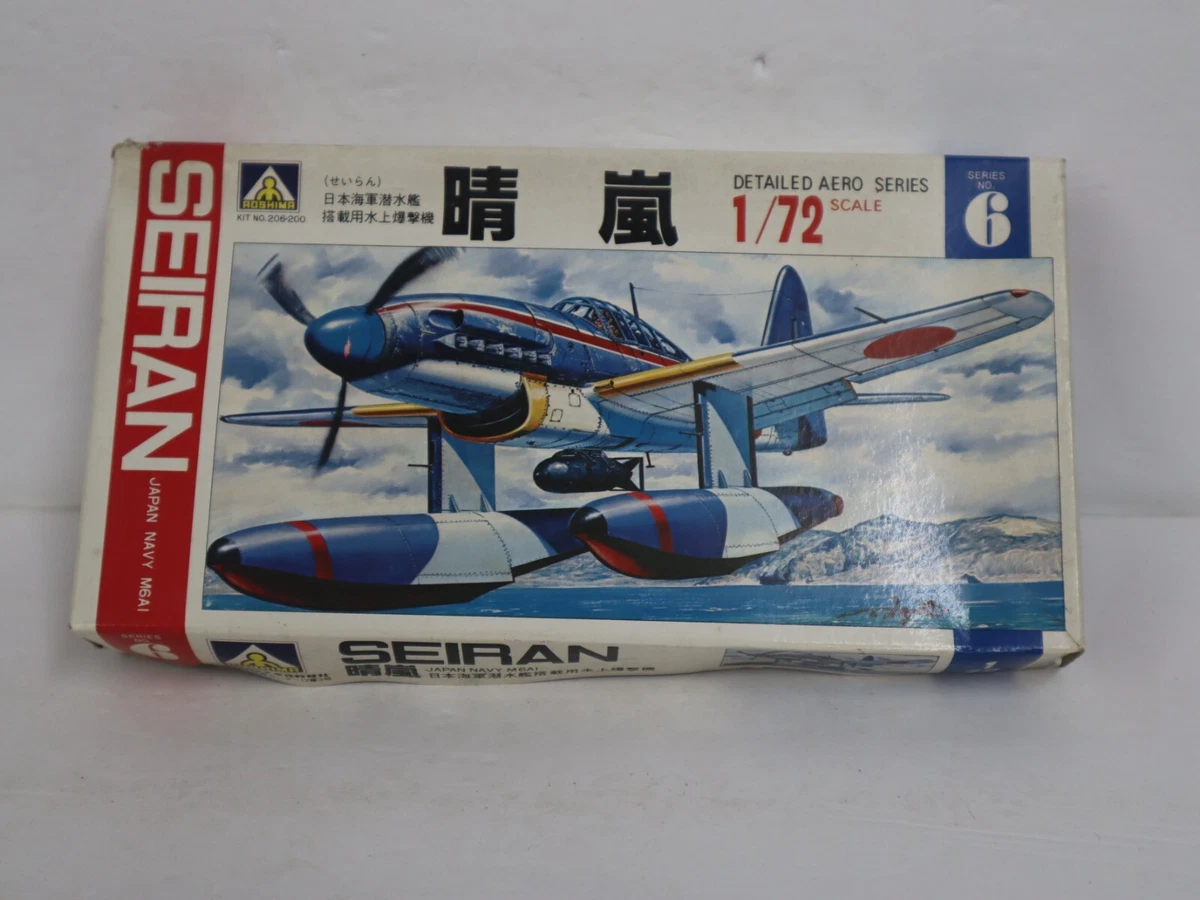 SEIRAN
JAPAN NAVY M6A1
AOSHIMA
KIT NO. 206-200
(せいらん)
日本海軍潜水艦
搭載用水上爆撃機
晴嵐
DETAILED AERO SERIES
1/72 SCALE
SERIES
NO.
6
SERIES
NO.
6
SEIRAN
晴嵐
JAPAN NAVY M6A1
日本海軍潜水艦搭載用水上爆撃機